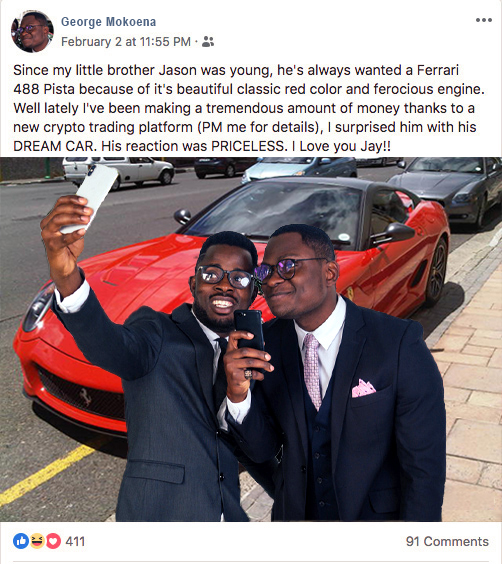 George Mokoena
February 2 at 11:55 PM ·
Since my little brother Jason was young, he's always wanted a Ferrari
488 Pista because of it's beautiful classic red color and ferocious engine.
Well lately I've been making a tremendous amount of money thanks to a
new crypto trading platform (PM me for details), I surprised him with his
DREAM CAR. His reaction was PRICELESS. I Love you Jay!!
411
91 Comments